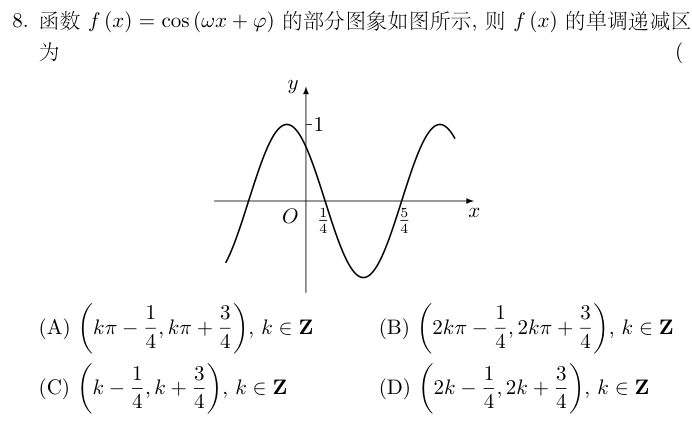 8. 函数 f (x) = cos (ωx + φ) 的部分图象如图所示, 则 f (x) 的单调递减区
为 (
y
1
O 1/4 5/4 x
(A) (kπ − 1/4, kπ + 3/4), k ∈ Z (B) (2kπ − 1/4, 2kπ + 3/4), k ∈ Z
(C) (k − 1/4, k + 3/4), k ∈ Z (D) (2k − 1/4, 2k + 3/4), k ∈ Z